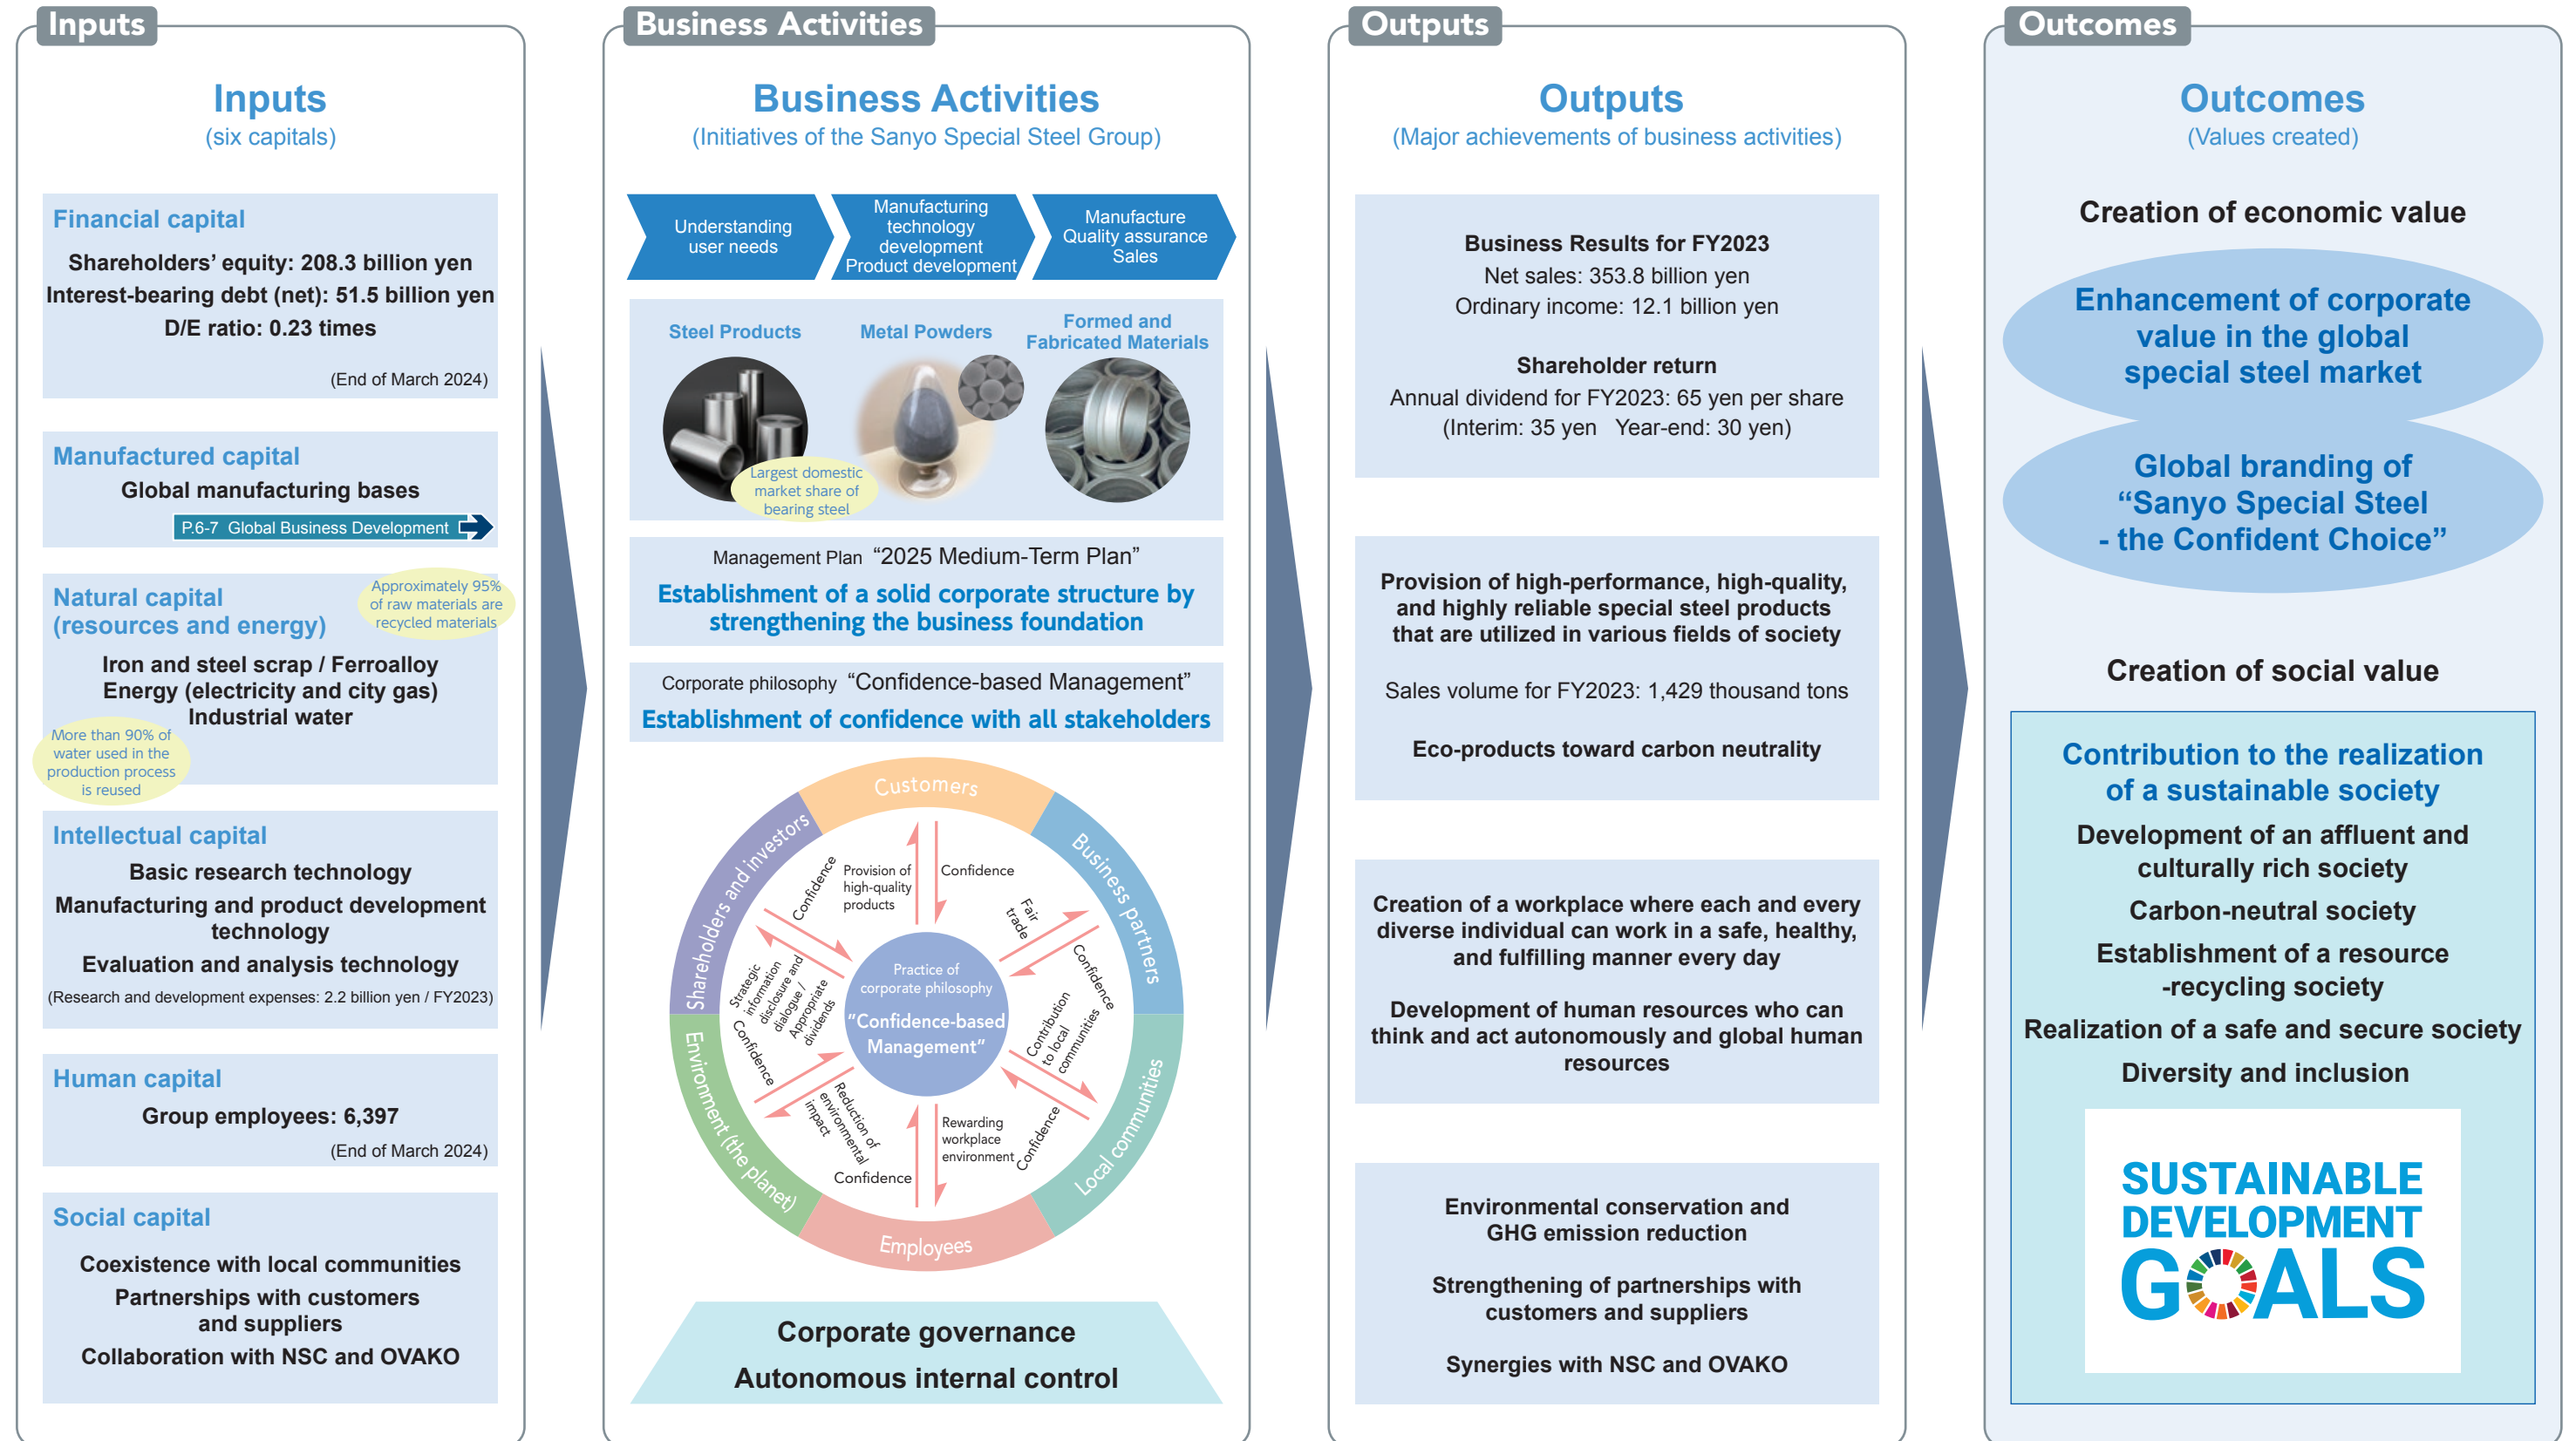 Inputs
Inputs
(six capitals)
Financial capital
Shareholders’ equity: 208.3 billion yen
Interest-bearing debt (net): 51.5 billion yen
D/E ratio: 0.23 times
(End of March 2024)
Manufactured capital
Global manufacturing bases
P.6-7 Global Business Development
Natural capital
(resources and energy)
Approximately 95%
of raw materials are
recycled materials
Iron and steel scrap / Ferroalloy
Energy (electricity and city gas)
Industrial water
More than 90% of
water used in the
production process
is reused
Intellectual capital
Basic research technology
Manufacturing and product development
technology
Evaluation and analysis technology
(Research and development expenses: 2.2 billion yen / FY2023)
Human capital
Group employees: 6,397
(End of March 2024)
Social capital
Coexistence with local communities
Partnerships with customers
and suppliers
Collaboration with NSC and OVAKO
Business Activities
Business Activities
(Initiatives of the Sanyo Special Steel Group)
Understanding
user needs
Manufacturing
technology
development
Product development
Manufacture
Quality assurance
Sales
Steel Products
Metal Powders
Formed and
Fabricated Materials
Largest domestic
market share of
bearing steel
Management Plan “2025 Medium-Term Plan”
Establishment of a solid corporate structure by
strengthening the business foundation
Corporate philosophy “Confidence-based Management”
Establishment of confidence with all stakeholders
Customers
Business partners
Local communities
Employees
Environment (the planet)
Shareholders and investors
Provision of
high-quality
products
Confidence
Fair
trade
Confidence
Contribution
to local
communities
Confidence
Rewarding
workplace
environment
Confidence
Reduction of
environmental
impact
Confidence
Strategic
information
disclosure and
dialogue /
Appropriate
dividends
Confidence
Practice of
corporate philosophy
“Confidence-based
Management”
Corporate governance
Autonomous internal control
Outputs
Outputs
(Major achievements of business activities)
Business Results for FY2023
Net sales: 353.8 billion yen
Ordinary income: 12.1 billion yen
Shareholder return
Annual dividend for FY2023: 65 yen per share
(Interim: 35 yen Year-end: 30 yen)
Provision of high-performance, high-quality,
and highly reliable special steel products
that are utilized in various fields of society
Sales volume for FY2023: 1,429 thousand tons
Eco-products toward carbon neutrality
Creation of a workplace where each and every
diverse individual can work in a safe, healthy,
and fulfilling manner every day
Development of human resources who can
think and act autonomously and global human
resources
Environmental conservation and
GHG emission reduction
Strengthening of partnerships with
customers and suppliers
Synergies with NSC and OVAKO
Outcomes
Outcomes
(Values created)
Creation of economic value
Enhancement of corporate
value in the global
special steel market
Global branding of
“Sanyo Special Steel
- the Confident Choice”
Creation of social value
Contribution to the realization
of a sustainable society
Development of an affluent and
culturally rich society
Carbon-neutral society
Establishment of a resource
-recycling society
Realization of a safe and secure society
Diversity and inclusion
SUSTAINABLE
DEVELOPMENT
GOALS